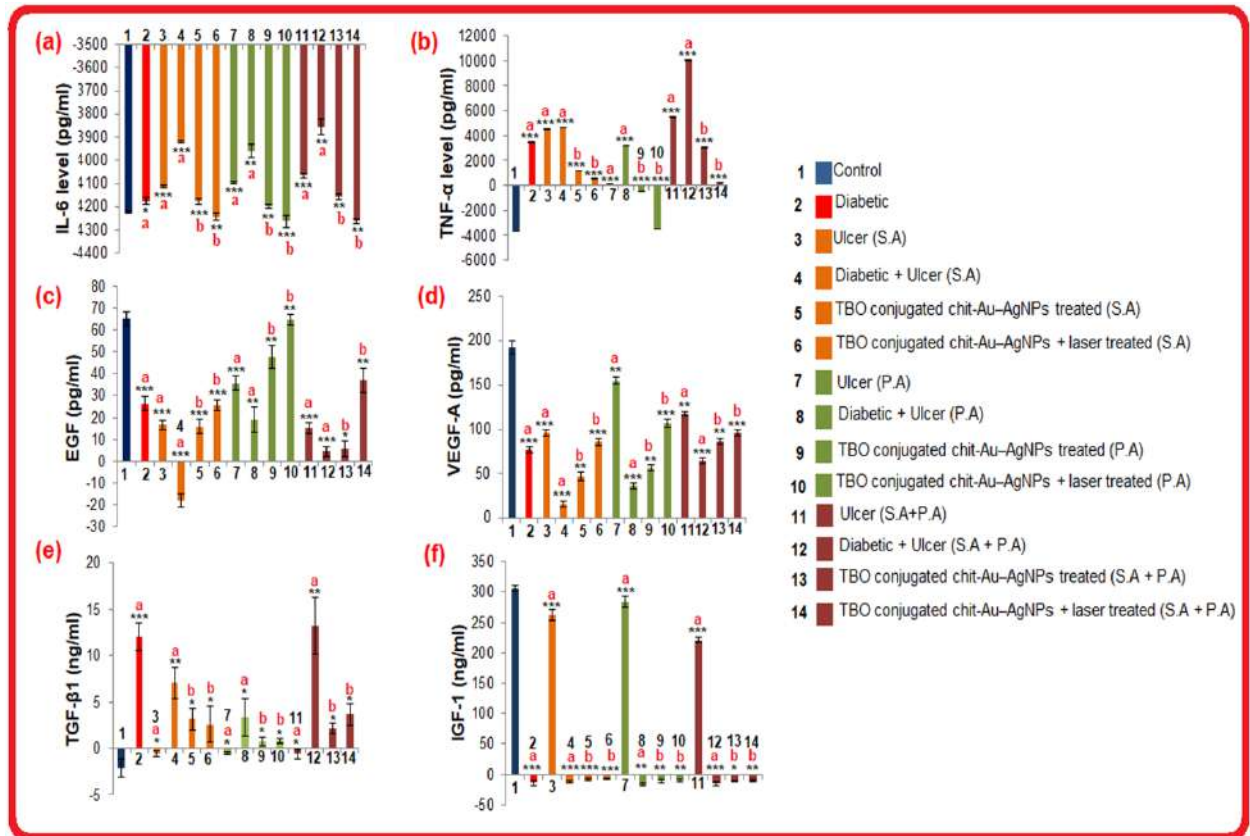 (a)
IL-6 level (pg/ml)
1 2 3 4 5 6 7 8 9 10 11 12 13 14
-3500
-3600
-3700
-3800
-3900
-4000
-4100
-4200
-4300
-4400
* *** *** *** ** *** ** ** *** *** ** ** **
a a a b b a a b b a a b b
(b)
TNF-α level (pg/ml)
12000
10000
8000
6000
4000
2000
0
-2000
-4000
-6000
a a a b b a a b b a a b b
*** *** *** *** *** *** *** *** *** *** *** *** ***
1 2 3 4 5 6 7 8 9 10 11 12 13 14
(c)
EGF (pg/ml)
80
70
60
50
40
30
20
10
0
-10
-20
-30
a a a b b a a b b a a b b
*** *** *** *** *** *** ** ** ** *** *** * **
1 2 3 4 5 6 7 8 9 10 11 12 13 14
(d)
VEGF-A (pg/ml)
250
200
150
100
50
0
a a a b b a a b b a a b b
*** *** *** ** *** ** *** ** *** ** *** ** ***
1 2 3 4 5 6 7 8 9 10 11 12 13 14
(e)
TGF-β1 (ng/ml)
20
15
10
5
0
-5
a a a b b a a b b a a b b
*** * ** * * * * * * * ** * *
1 2 3 4 5 6 7 8 9 10 11 12 13 14
(f)
IGF-1 (ng/ml)
350
300
250
200
150
100
50
0
-50
a a a b b a a b b a a b b
*** *** *** *** *** *** ** ** ** *** *** * **
1 2 3 4 5 6 7 8 9 10 11 12 13 14
1 Control
2 Diabetic
3 Ulcer (S.A)
4 Diabetic + Ulcer (S.A)
5 TBO conjugated chit-Au–AgNPs treated (S.A)
6 TBO conjugated chit-Au–AgNPs + laser treated (S.A)
7 Ulcer (P.A)
8 Diabetic + Ulcer (P.A)
9 TBO conjugated chit-Au–AgNPs treated (P.A)
10 TBO conjugated chit-Au–AgNPs + laser treated (P.A)
11 Ulcer (S.A+P.A)
12 Diabetic + Ulcer (S.A + P.A)
13 TBO conjugated chit-Au–AgNPs treated (S.A + P.A)
14 TBO conjugated chit-Au–AgNPs + laser treated (S.A + P.A)